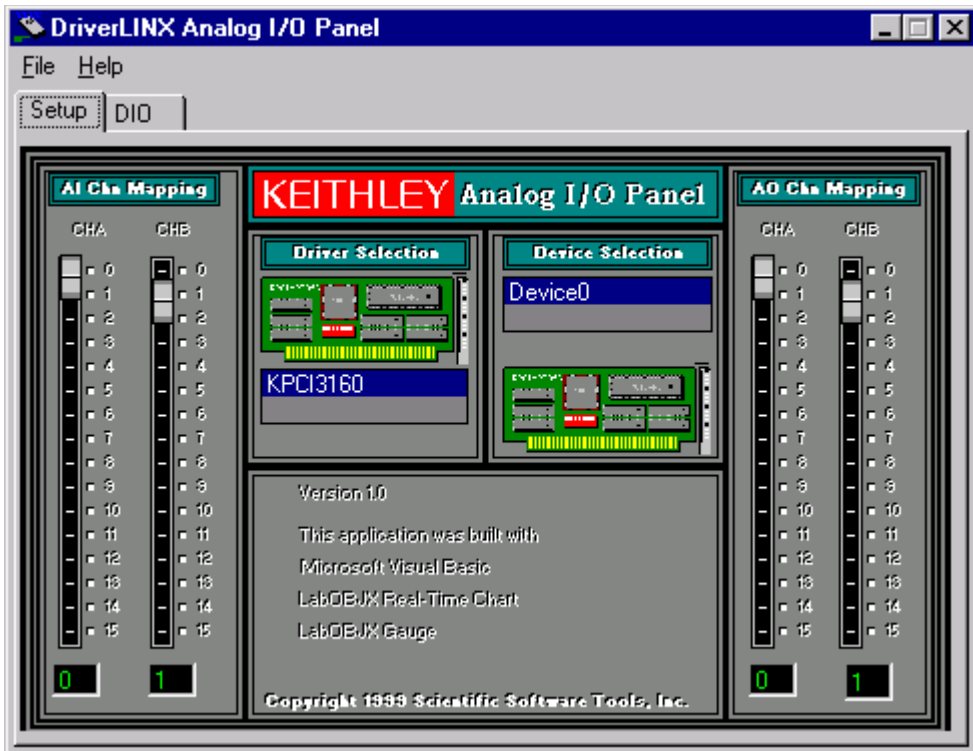 DriverLINX Analog I/O Panel
File Help
Setup DIO
AI Chn Mapping
CHA CHB
0 0
1 1
2 2
3 3
4 4
5 5
6 6
7 7
8 8
9 9
10 10
11 11
12 12
13 13
14 14
15 15
0 1
KEITHLEY Analog I/O Panel
Driver Selection
KPCI3160
Device Selection
Device0
Version 1.0
This application was built with
Microsoft Visual Basic
LabOBJX Real-Time Chart
LabOBJX Gauge
Copyright 1999 Scientific Software Tools, Inc.
AO Chn Mapping
CHA CHB
0 0
1 1
2 2
3 3
4 4
5 5
6 6
7 7
8 8
9 9
10 10
11 11
12 12
13 13
14 14
15 15
0 1